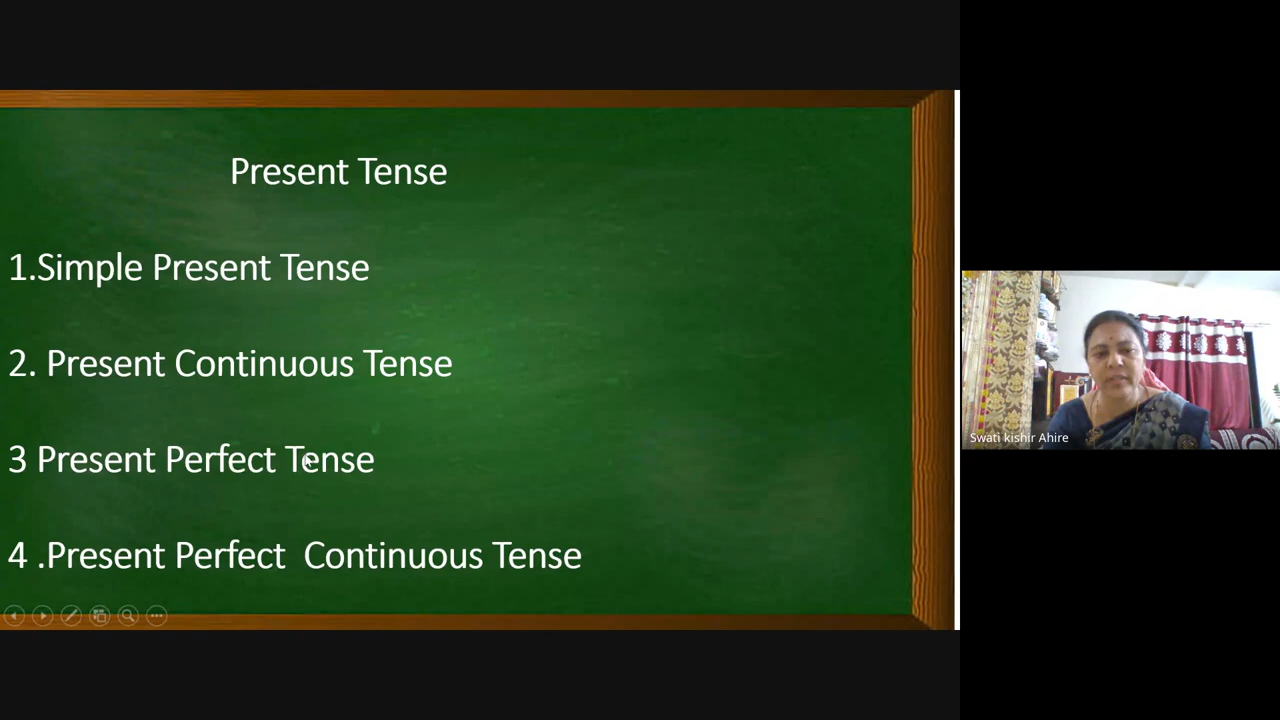 Present Tense
1.Simple Present Tense
2. Present Continuous Tense
3 Present Perfect Tense
4 .Present Perfect  Continuous Tense
Swati kishir Ahire